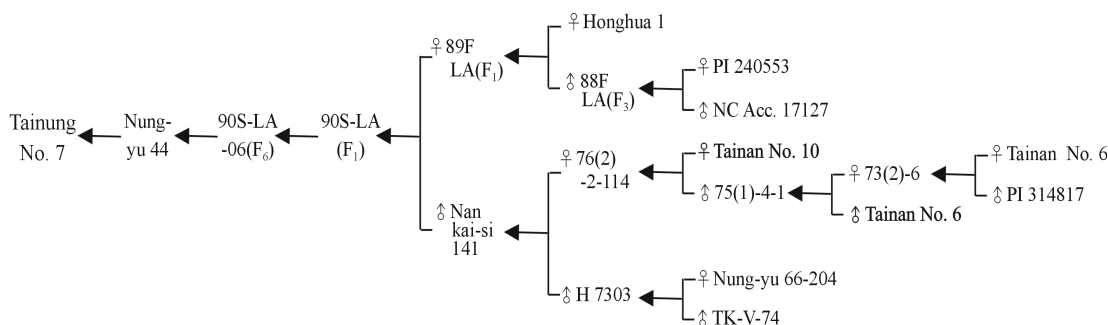 ♀Honghua 1
♀89F
LA(F₁)
♂88F
LA(F₃)
♀PI 240553
♂NC Acc. 17127
Tainung
No. 7
Nung-
yu 44
90S-LA
-06(F₆)
90S-LA
(F₁)
♀76(2)
-2-114
♀Tainan No. 10
♂75(1)-4-1
♀73(2)-6
♂Tainan No. 6
♀Tainan No. 6
♂PI 314817
♂Nan
kai-si
141
♂H 7303
♀Nung-yu 66-204
♂TK-V-74